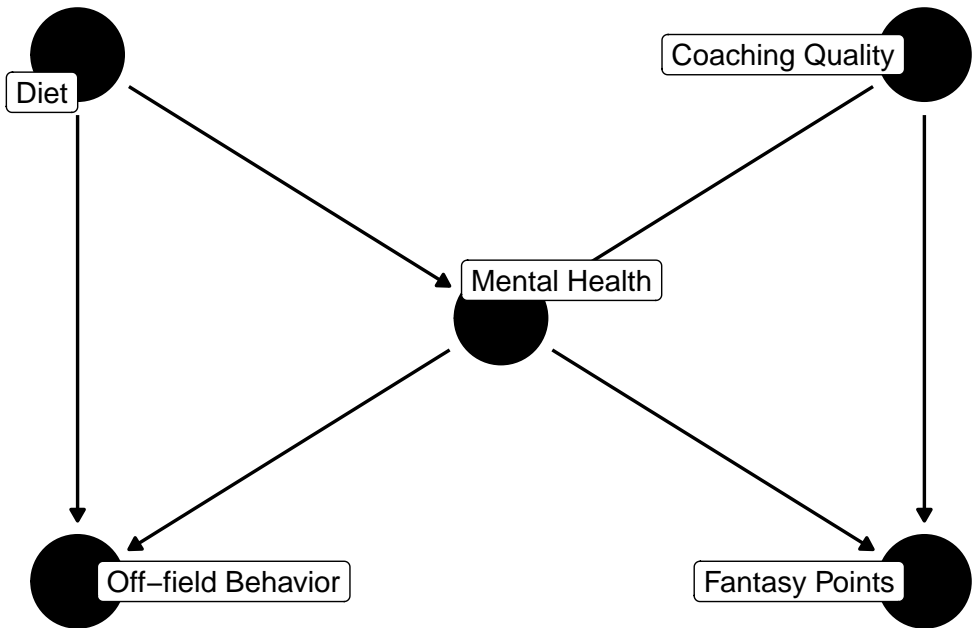 Coaching Quality
Diet
Mental Health
Off−field Behavior
Fantasy Points